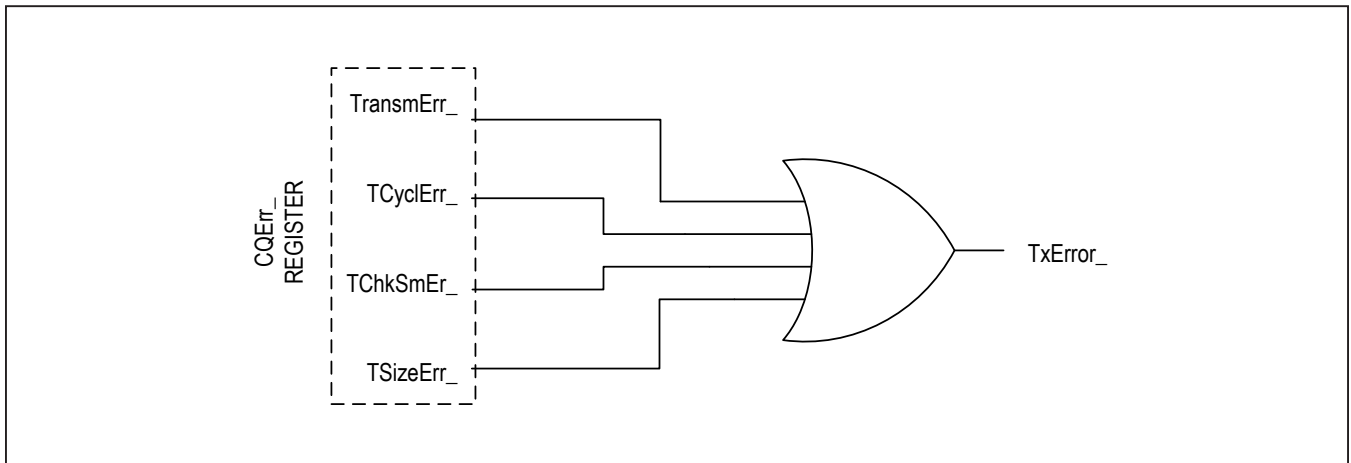 CQErr_
REGISTER
TransmErr_
TCyclErr_
TChkSmEr_
TSizeErr_
TxError_